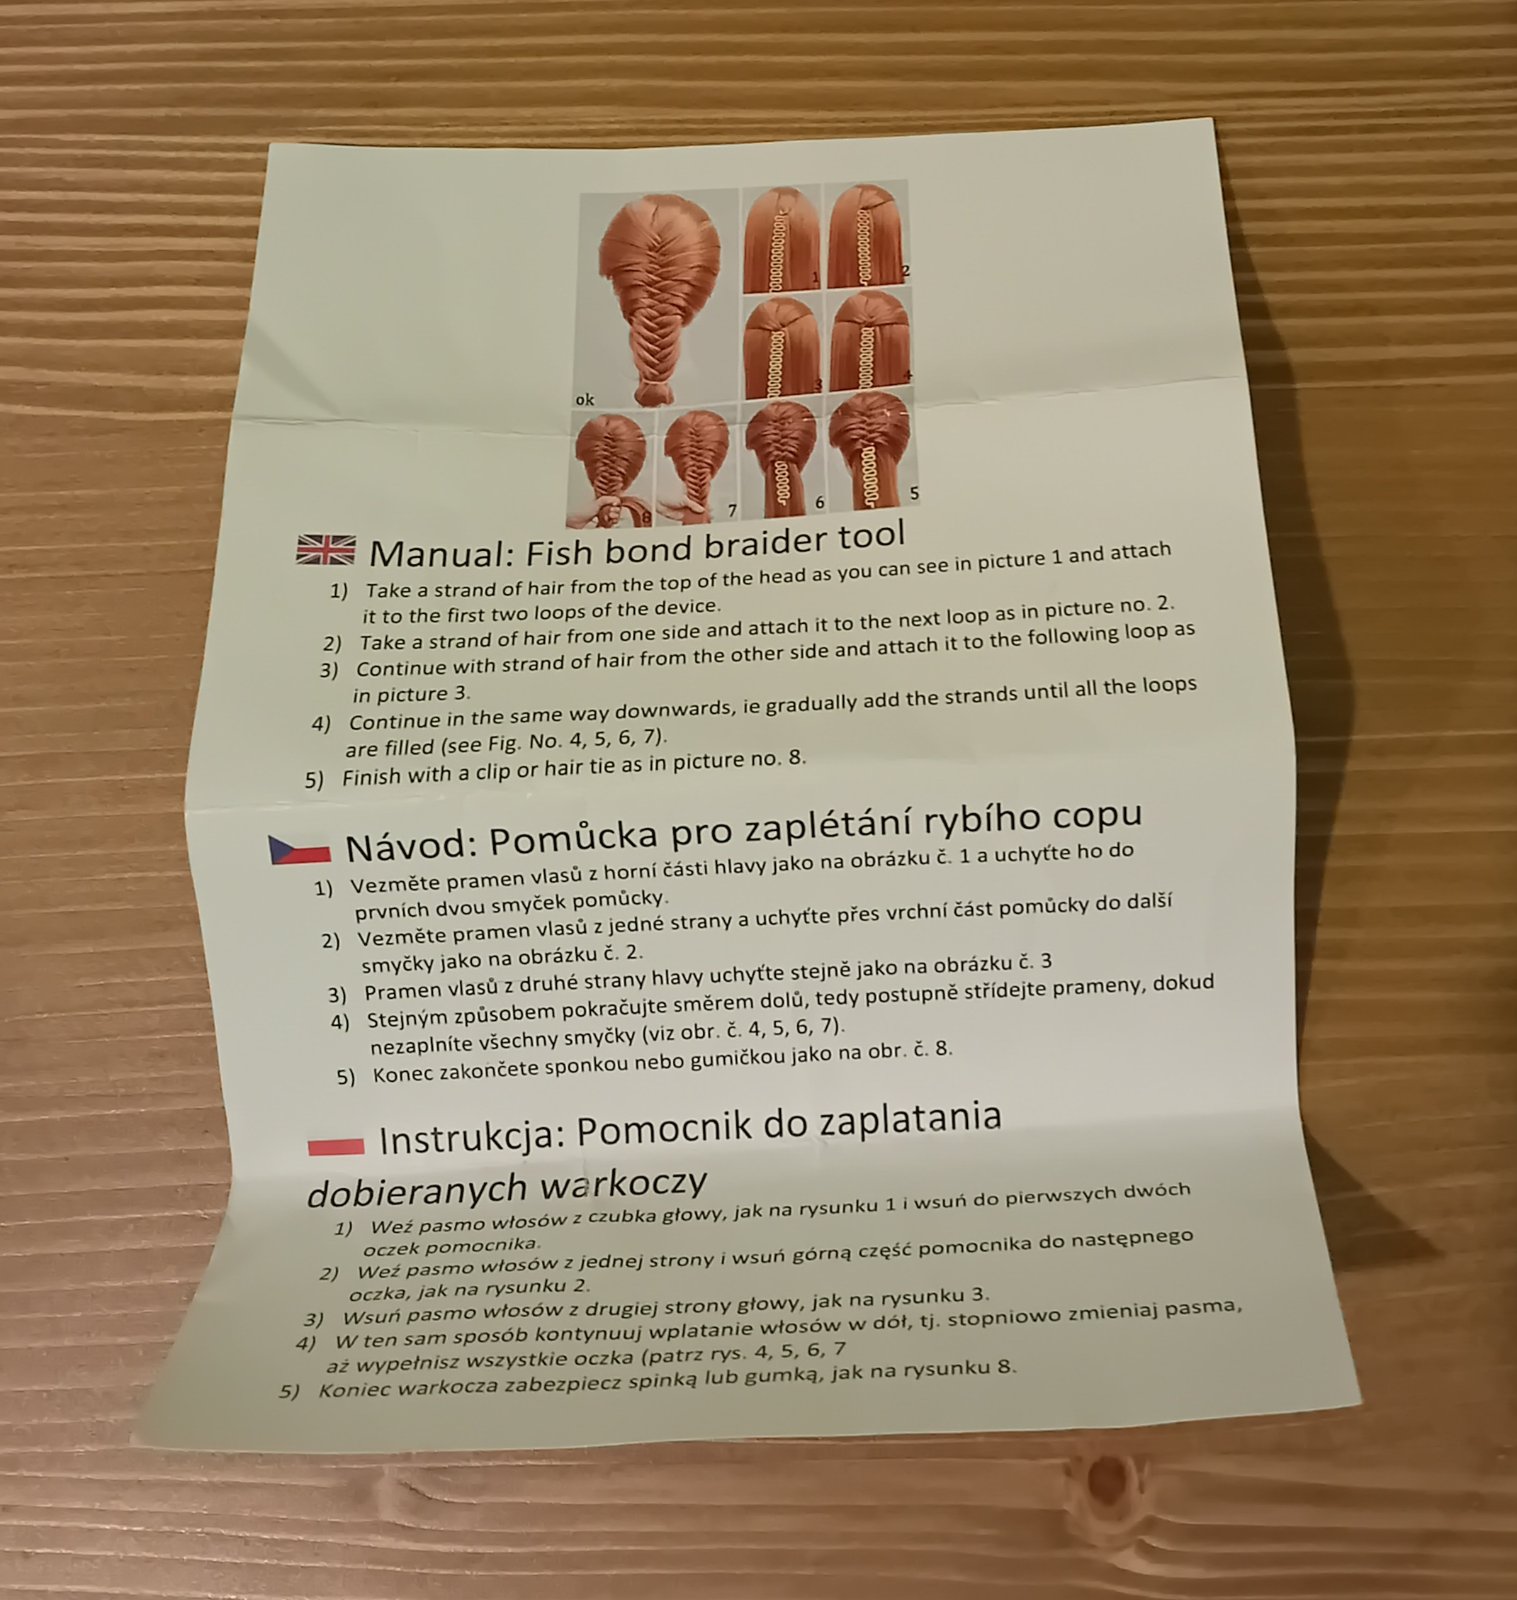 1
2
3
4
ok
8
7
6
5
Manual: Fish bond braider tool
1) Take a strand of hair from the top of the head as you can see in picture 1 and attach
it to the first two loops of the device.
2) Take a strand of hair from one side and attach it to the next loop as in picture no. 2.
3) Continue with strand of hair from the other side and attach it to the following loop as
in picture 3.
4) Continue in the same way downwards, ie gradually add the strands until all the loops
are filled (see Fig. No. 4, 5, 6, 7).
5) Finish with a clip or hair tie as in picture no. 8.
Návod: Pomůcka pro zaplétání rybího copu
1) Vezměte pramen vlasů z horní části hlavy jako na obrázku č. 1 a uchyťte ho do
prvních dvou smyček pomůcky.
2) Vezměte pramen vlasů z jedné strany a uchyťte přes vrchní část pomůcky do další
smyčky jako na obrázku č. 2.
3) Pramen vlasů z druhé strany hlavy uchyťte stejně jako na obrázku č. 3
4) Stejným způsobem pokračujte směrem dolů, tedy postupně střídejte prameny, dokud
nezaplníte všechny smyčky (viz obr. č. 4, 5, 6, 7).
5) Konec zakončete sponkou nebo gumičkou jako na obr. č. 8.
Instrukcja: Pomocnik do zaplatania
dobieranych warkoczy
1) Weź pasmo włosów z czubka głowy, jak na rysunku 1 i wsuń do pierwszych dwóch
oczek pomocnika.
2) Weź pasmo włosów z jednej strony i wsuń górną część pomocnika do następnego
oczka, jak na rysunku 2.
3) Wsuń pasmo włosów z drugiej strony głowy, jak na rysunku 3.
4) W ten sam sposób kontynuuj wplatanie włosów w dół, tj. stopniowo zmieniaj pasma,
aż wypełnisz wszystkie oczka (patrz rys. 4, 5, 6, 7
5) Koniec warkocza zabezpiecz spinką lub gumką, jak na rysunku 8.